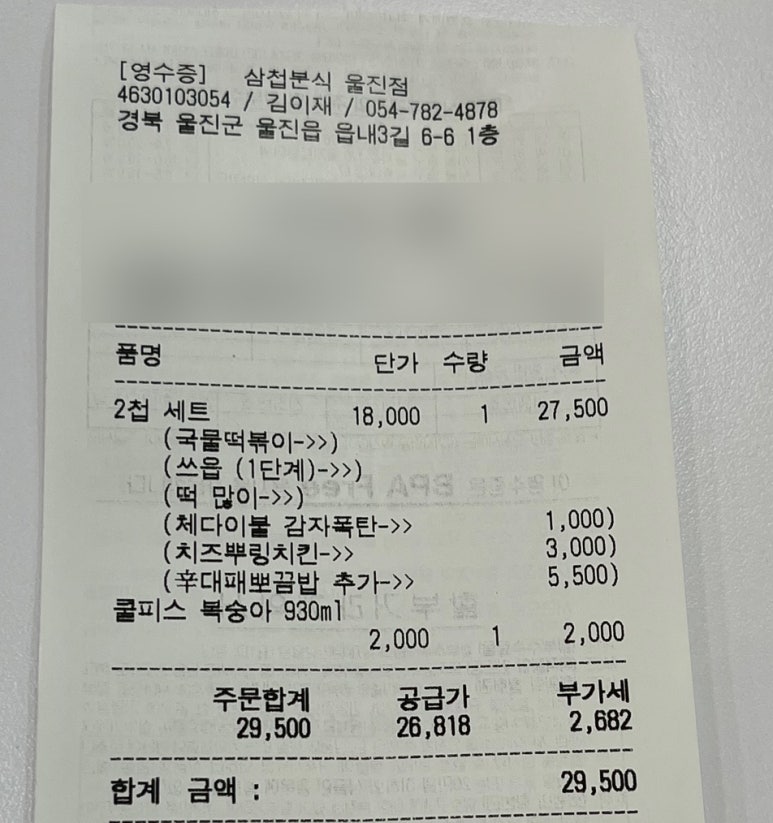 [영수증] 삼첩분식 울진점
4630103054 / 김이재 / 054-782-4878
경북 울진군 울진읍 읍내3길 6-6 1층
품명 단가 수량 금액
2첩 세트 18,000 1 27,500
(국물떡볶이->>)
(쓰읍 (1단계)->>)
(떡 많이->>)
(체다이불 감자폭탄->> 1,000)
(치즈뿌링치킨->> 3,000)
(辛대패뽀끔밥 추가->> 5,500)
쿨피스 복숭아 930ml
2,000 1 2,000
주문합계 공급가 부가세
29,500 26,818 2,682
합계 금액 : 29,500